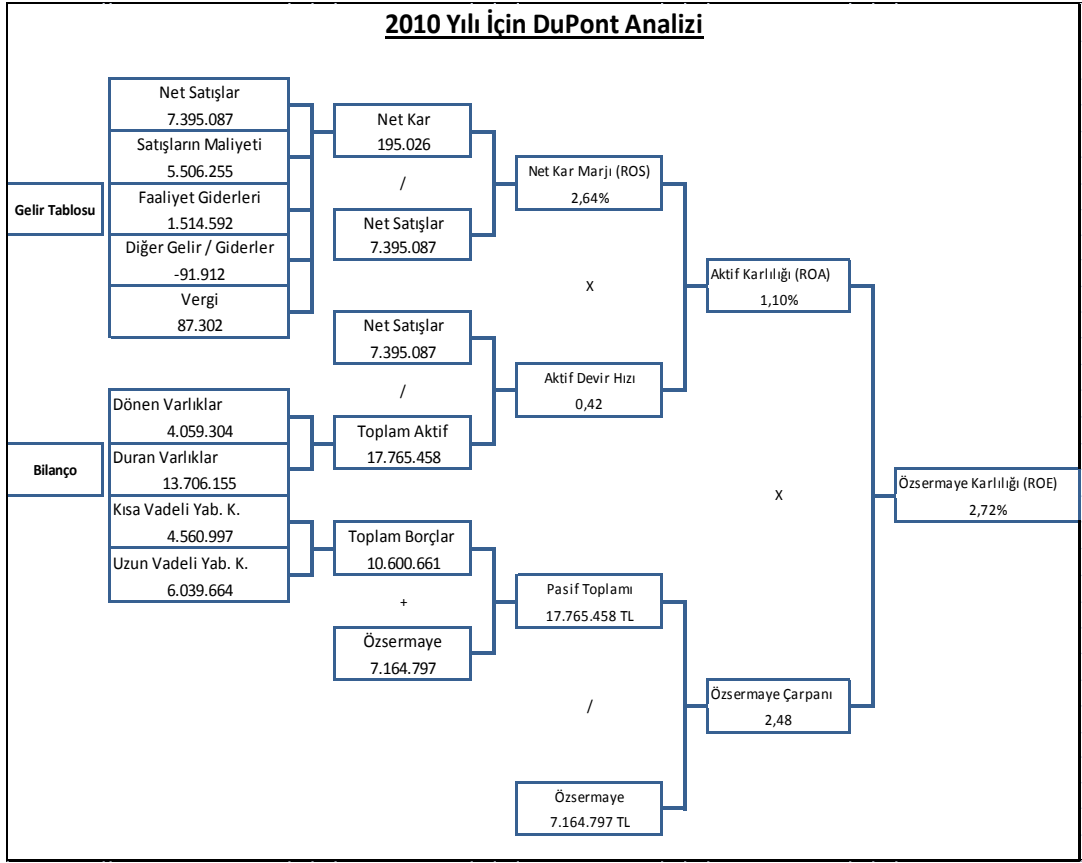 2010 Yılı İçin DuPont Analizi
Gelir Tablosu
Net Satışlar
7.395.087
Satışların Maliyeti
5.506.255
Faaliyet Giderleri
1.514.592
Diğer Gelir / Giderler
-91.912
Vergi
87.302
Net Kar
195.026
/
Net Satışlar
7.395.087
Net Kar Marjı (ROS)
2,64%
X
Net Satışlar
7.395.087
/
Toplam Aktif
17.765.458
Aktif Devir Hızı
0,42
Aktif Karlılığı (ROA)
1,10%
Bilanço
Dönen Varlıklar
4.059.304
Duran Varlıklar
13.706.155
Kısa Vadeli Yab. K.
4.560.997
Uzun Vadeli Yab. K.
6.039.664
Toplam Borçlar
10.600.661
+
Özsermaye
7.164.797
Pasif Toplamı
17.765.458 TL
/
Özsermaye
7.164.797 TL
Özsermaye Çarpanı
2,48
X
Özsermaye Karlılığı (ROE)
2,72%